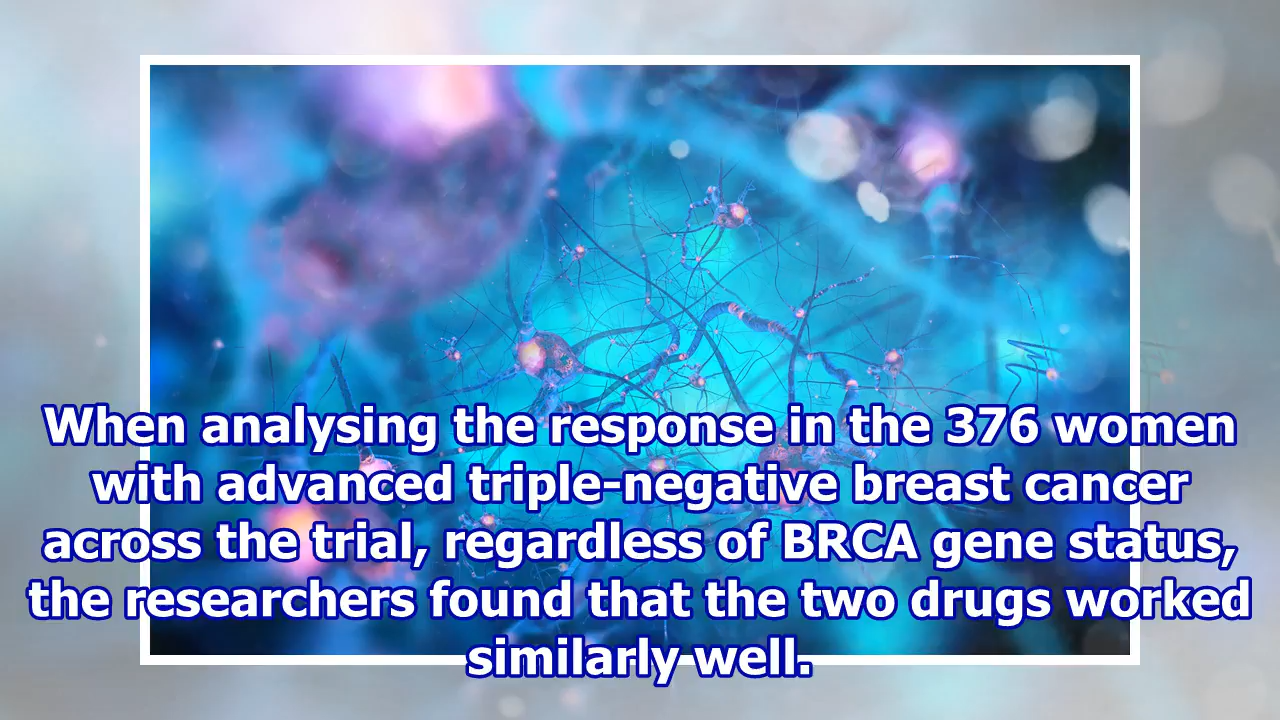 When analysing the response in the 376 women
with advanced triple-negative breast cancer
across the trial, regardless of BRCA gene status,
the researchers found that the two drugs worked
similarly well.